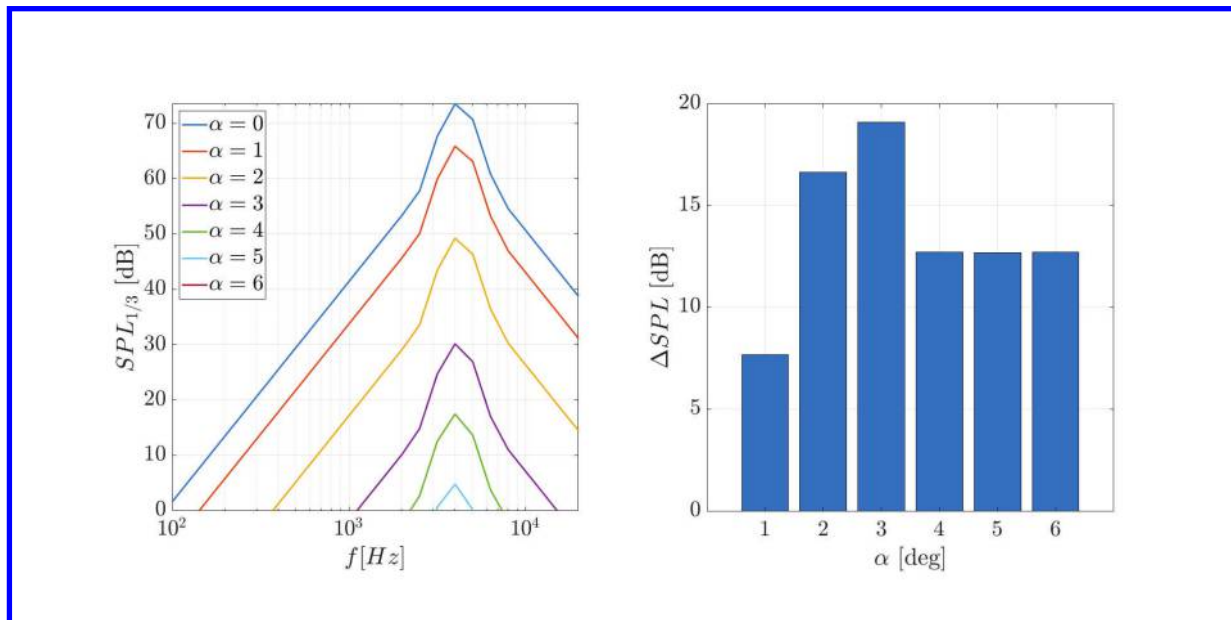 70
60
50
40
30
20
10
0
SPL_{1/3} [dB]
α = 0
α = 1
α = 2
α = 3
α = 4
α = 5
α = 6
10^2
10^3
10^4
f[Hz]
20
15
10
5
0
ΔSPL [dB]
1 2 3 4 5 6
α [deg]